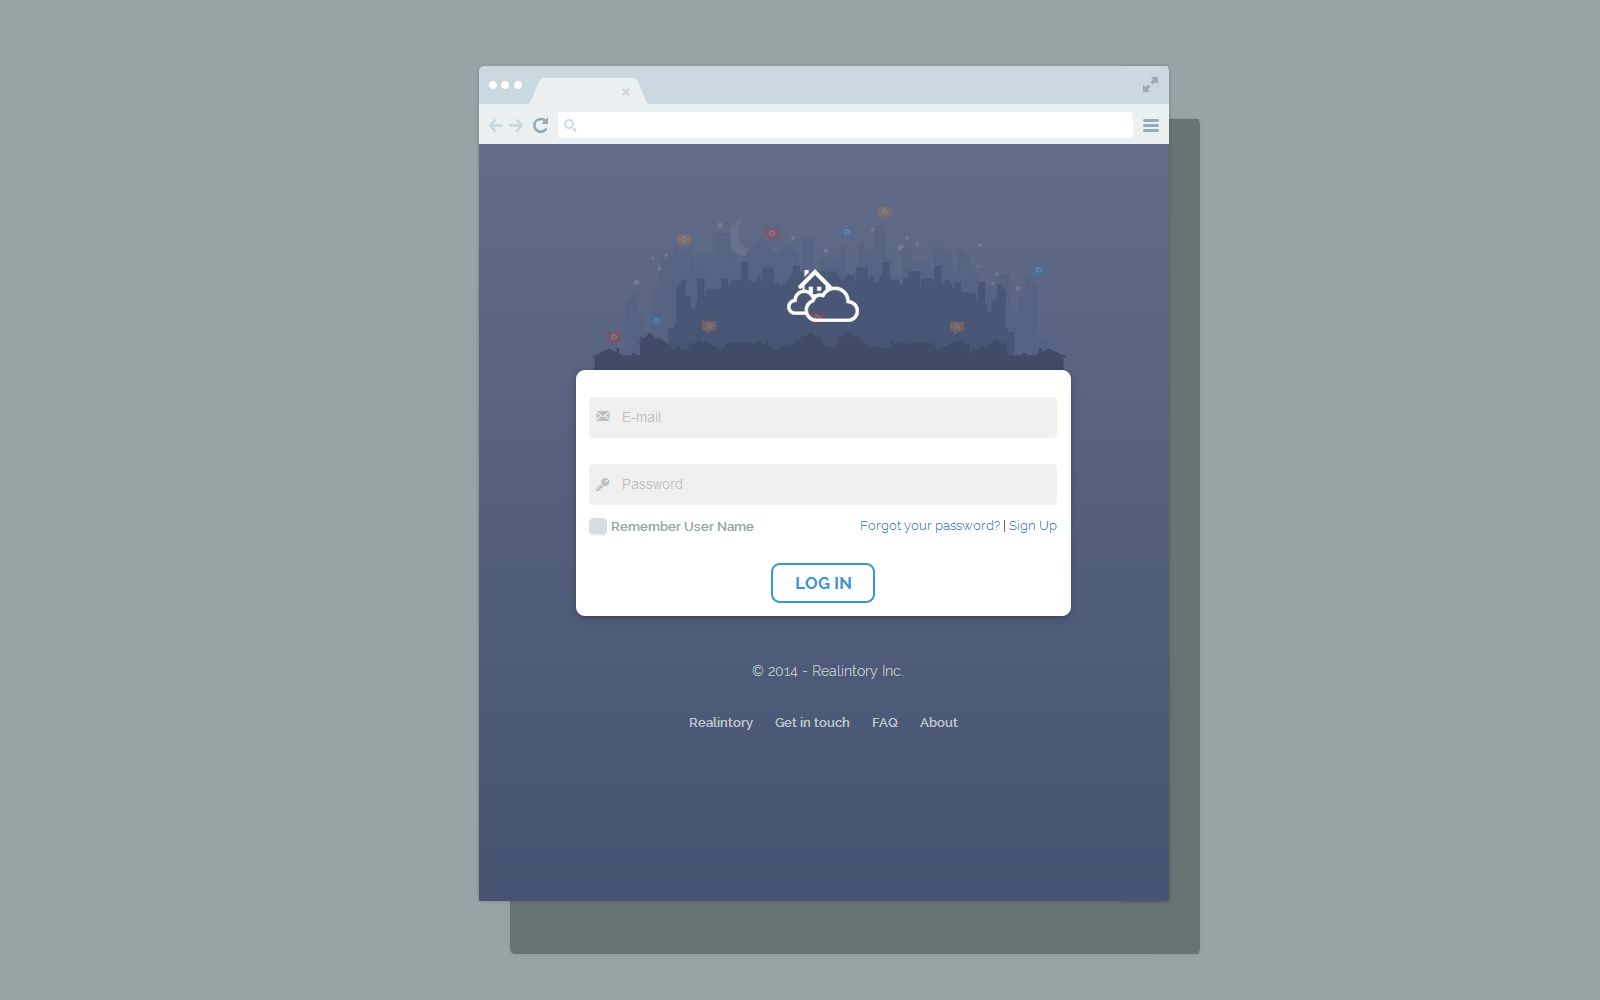 E-mail
Password
Remember User Name
Forgot your password? | Sign Up
LOG IN
© 2014 - Realintory Inc.
Realintory Get in touch FAQ About